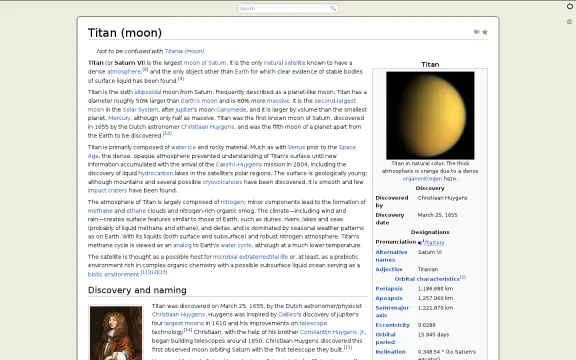 Search
Titan (moon)
Not to be confused with Titania (moon).
Titan (or Saturn VI) is the largest moon of Saturn. It is the only natural satellite known to have a
dense atmosphere,[8] and the only object other than Earth for which clear evidence of stable bodies
of surface liquid has been found.[9]
Titan is the sixth ellipsoidal moon from Saturn. Frequently described as a planet-like moon, Titan has a
diameter roughly 50% larger than Earth's moon and is 80% more massive. It is the second-largest
moon in the Solar System, after Jupiter's moon Ganymede, and it is larger by volume than the smallest
planet, Mercury, although only half as massive. Titan was the first known moon of Saturn, discovered
in 1655 by the Dutch astronomer Christiaan Huygens, and was the fifth moon of a planet apart from
the Earth to be discovered.[10]
Titan is primarily composed of water ice and rocky material. Much as with Venus prior to the Space
Age, the dense, opaque atmosphere prevented understanding of Titan's surface until new
information accumulated with the arrival of the Cassini–Huygens mission in 2004, including the
discovery of liquid hydrocarbon lakes in the satellite's polar regions. The surface is geologically young;
although mountains and several possible cryovolcanoes have been discovered, it is smooth and few
impact craters have been found.
The atmosphere of Titan is largely composed of nitrogen; minor components lead to the formation of
methane and ethane clouds and nitrogen-rich organic smog. The climate—including wind and
rain—creates surface features similar to those of Earth, such as dunes, rivers, lakes and seas
(probably of liquid methane and ethane), and deltas, and is dominated by seasonal weather patterns
as on Earth. With its liquids (both surface and subsurface) and robust nitrogen atmosphere, Titan's
methane cycle is viewed as an analog to Earth's water cycle, although at a much lower temperature.
The satellite is thought to be a possible host for microbial extraterrestrial life or, at least, as a prebiotic
environment rich in complex organic chemistry with a possible subsurface liquid ocean serving as a
biotic environment.[11][12][13]
Discovery and naming
Titan was discovered on March 25, 1655, by the Dutch astronomer/physicist
Christiaan Huygens. Huygens was inspired by Galileo's discovery of Jupiter's
four largest moons in 1610 and his improvements on telescope
technology.[14] Christiaan, with the help of his brother Constantijn Huygens, Jr.,
began building telescopes around 1650. Christiaan Huygens discovered this
first observed moon orbiting Saturn with the first telescope they built.[15]
Titan
Titan in natural color. The thick
atmosphere is orange due to a dense
organonitrogen haze.
Discovery
Discovered by Christiaan Huygens
Discovery date March 25, 1655
Designations
Pronunciation /ˈtaɪtən/
Alternative names Saturn VI
Adjective Titanian
Orbital characteristics[1]
Periapsis 1,186,680 km
Apoapsis 1,257,060 km
Semi-major axis 1,221,870 km
Eccentricity 0.0288
Orbital period 15.945 days
Inclination 0.348 54 ° (to Saturn's